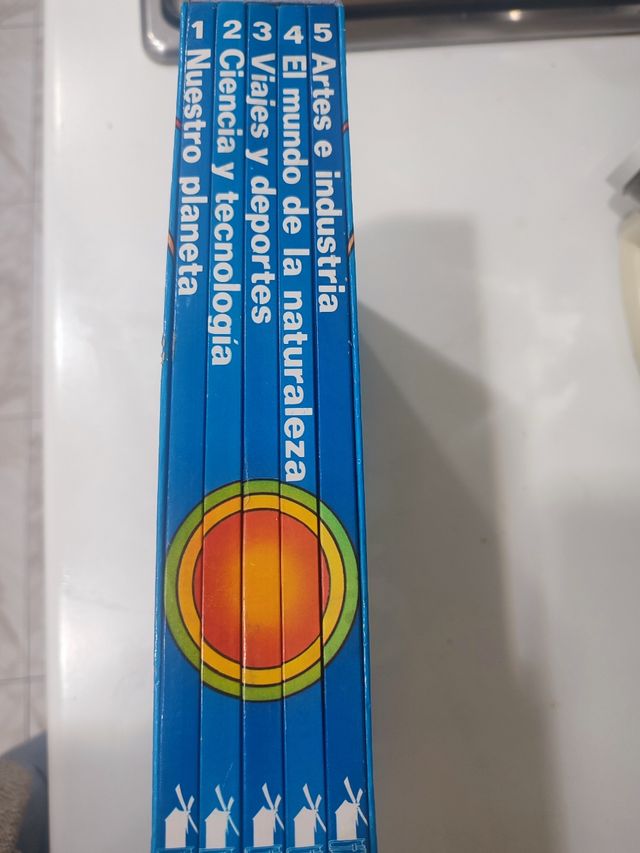 1 Nuestro planeta
2 Ciencia y tecnología
3 Viajes y deportes
4 El mundo de la naturaleza
5 Artes e industria